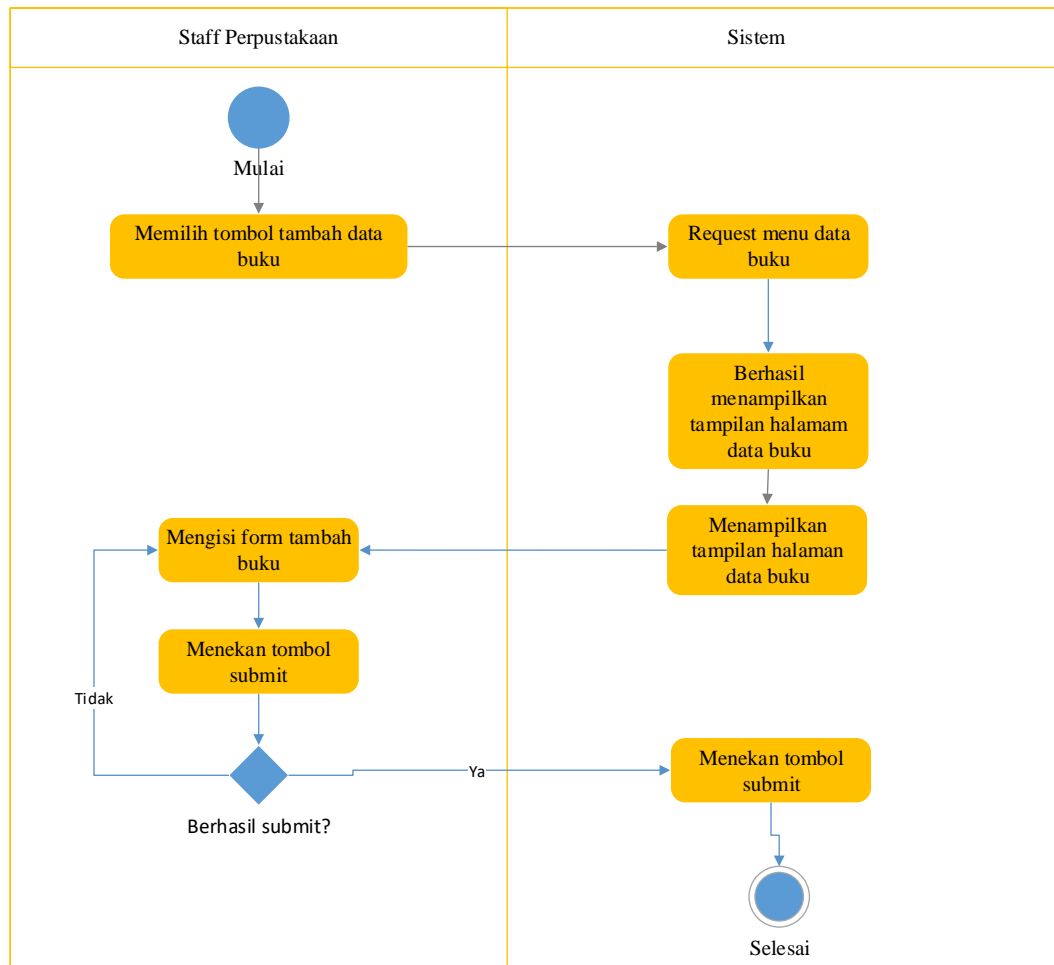 Staff Perpustakaan
Sistem
Mulai
Memilih tombol tambah data
buku
Request menu data
buku
Berhasil
menampilkan
tampilan halamam
data buku
Menampilkan
tampilan halaman
data buku
Mengisi form tambah
buku
Menekan tombol
submit
Tidak
Berhasil submit?
Ya
Menekan tombol
submit
Selesai